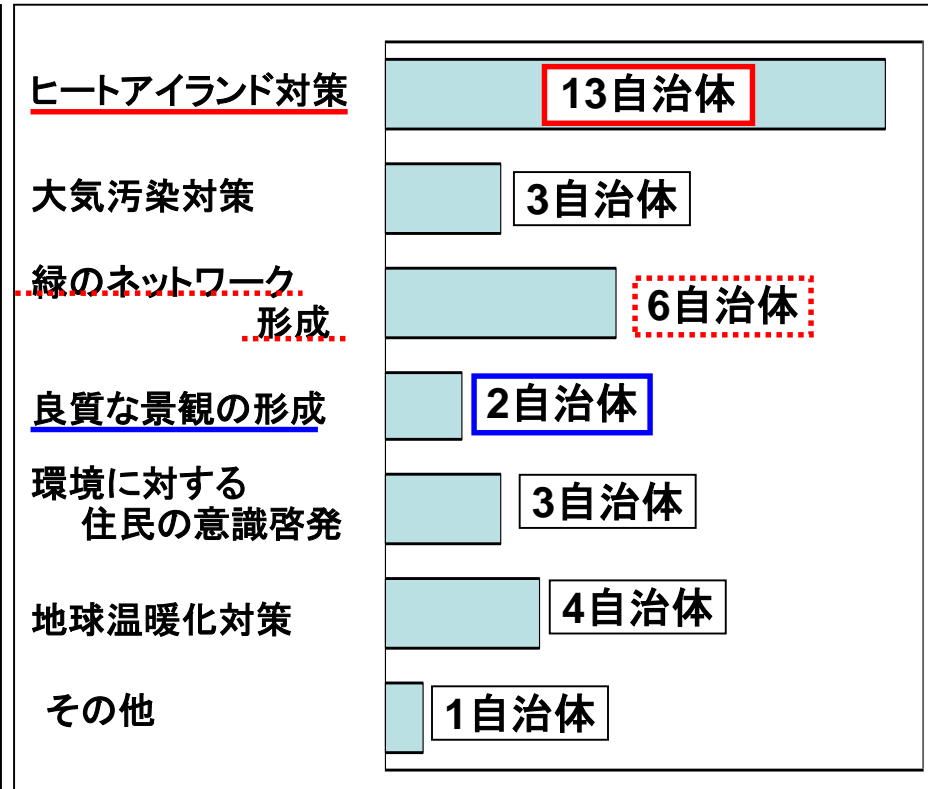 ヒートアイランド対策
13自治体
大気汚染対策
3自治体
緑のネットワーク
形成
6自治体
良質な景観の形成
2自治体
環境に対する
住民の意識啓発
3自治体
地球温暖化対策
4自治体
その他
1自治体